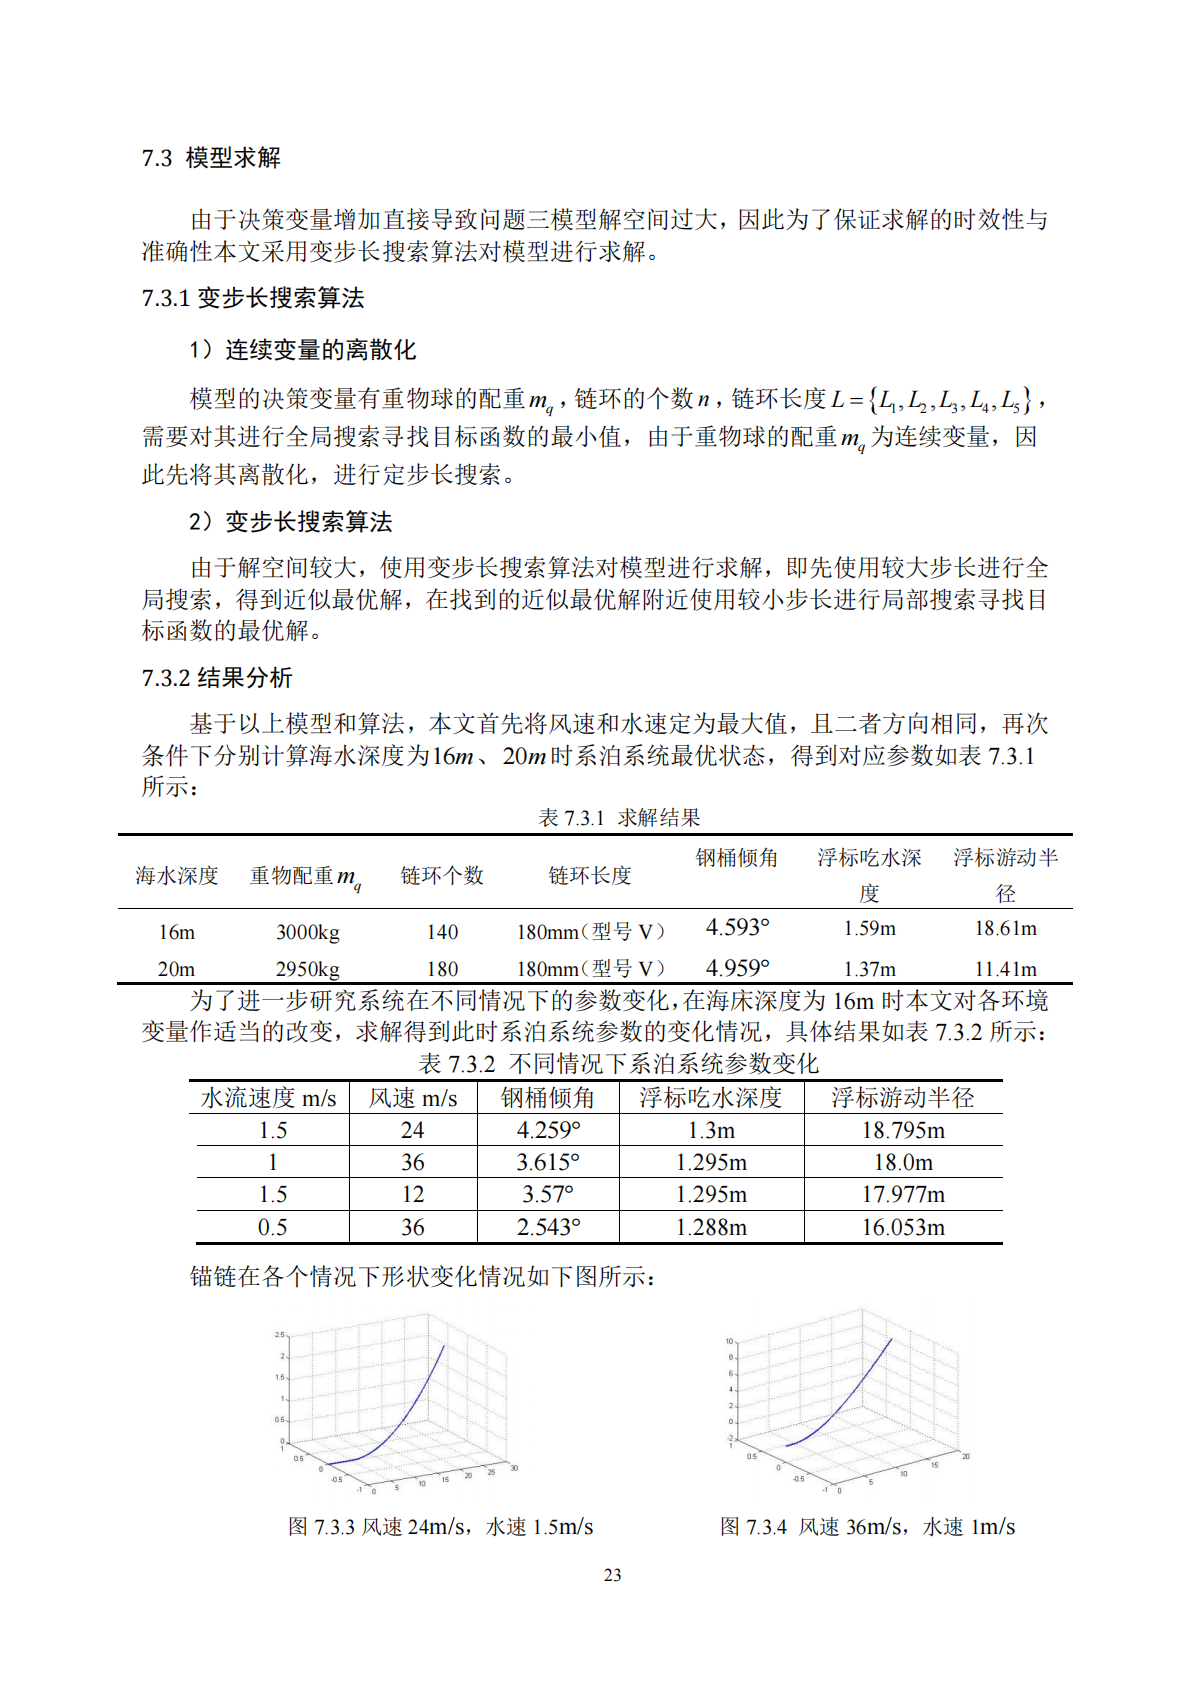 7.3 模型求解
由于决策变量增加直接导致问题三模型解空间过大，因此为了保证求解的时效性与
准确性本文采用变步长搜索算法对模型进行求解。
7.3.1 变步长搜索算法
1）连续变量的离散化
模型的决策变量有重物球的配重 m_q，链环的个数 n，链环长度 L = {L_1, L_2, L_3, L_4, L_5}，
需要对其进行全局搜索寻找目标函数的最小值，由于重物球的配重 m_q 为连续变量，因
此先将其离散化，进行定步长搜索。
2）变步长搜索算法
由于解空间较大，使用变步长搜索算法对模型进行求解，即先使用较大步长进行全
局搜索，得到近似最优解，在找到的近似最优解附近使用较小步长进行局部搜索寻找目
标函数的最优解。
7.3.2 结果分析
基于以上模型和算法，本文首先将风速和水速定为最大值，且二者方向相同，再次
条件下分别计算海水深度为16m、20m时系泊系统最优状态，得到对应参数如表 7.3.1
所示：
表 7.3.1 求解结果
海水深度 重物配重 m_q 链环个数 链环长度 钢桶倾角 浮标吃水深度 浮标游动半径
16m 3000kg 140 180mm（型号 V） 4.593° 1.59m 18.61m
20m 2950kg 180 180mm（型号 V） 4.959° 1.37m 11.41m
为了进一步研究系统在不同情况下的参数变化，在海床深度为 16m 时本文对各环境
变量作适当的改变，求解得到此时系泊系统参数的变化情况，具体结果如表 7.3.2 所示：
表 7.3.2 不同情况下系泊系统参数变化
水流速度 m/s 风速 m/s 钢桶倾角 浮标吃水深度 浮标游动半径
1.5 24 4.259° 1.3m 18.795m
1 36 3.615° 1.295m 18.0m
1.5 12 3.57° 1.295m 17.977m
0.5 36 2.543° 1.288m 16.053m
锚链在各个情况下形状变化情况如下图所示：
2.5
2
1.5
1
0.5
0
1
0.5
0
-0.5
-1
0
5
10
15
20
25
30
10
8
6
4
2
0
-2
1
0.5
0
-0.5
-1
0
5
10
15
20
图 7.3.3 风速 24m/s，水速 1.5m/s
图 7.3.4 风速 36m/s，水速 1m/s
23